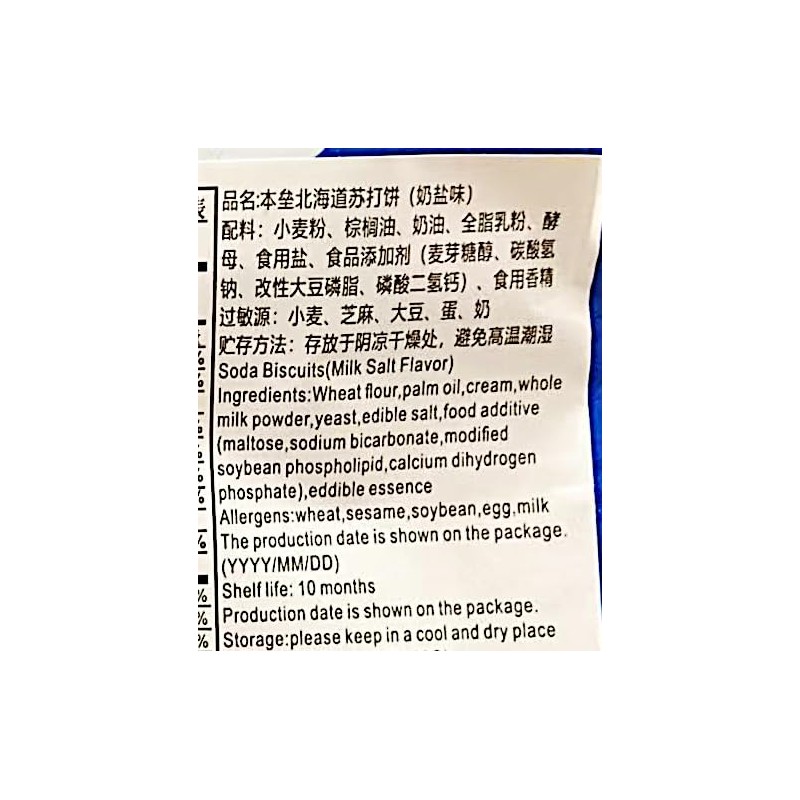 品名:本垒北海道苏打饼（奶盐味）
配料：小麦粉、棕榈油、奶油、全脂乳粉、酵
母、食用盐、食品添加剂（麦芽糖醇、碳酸氢
钠、改性大豆磷脂、磷酸二氢钙）、食用香精
过敏源：小麦、芝麻、大豆、蛋、奶
贮存方法：存放于阴凉干燥处，避免高温潮湿
Soda Biscuits(Milk Salt Flavor)
Ingredients:Wheat flour,palm oil,cream,whole
milk powder,yeast,edible salt,food additive
(maltose,sodium bicarbonate,modified
soybean phospholipid,calcium dihydrogen
phosphate),eddible essence
Allergens:wheat,sesame,soybean,egg,milk
The production date is shown on the package.
(YYYY/MM/DD)
Shelf life: 10 months
Production date is shown on the package.
Storage:please keep in a cool and dry place
%
%
%
%